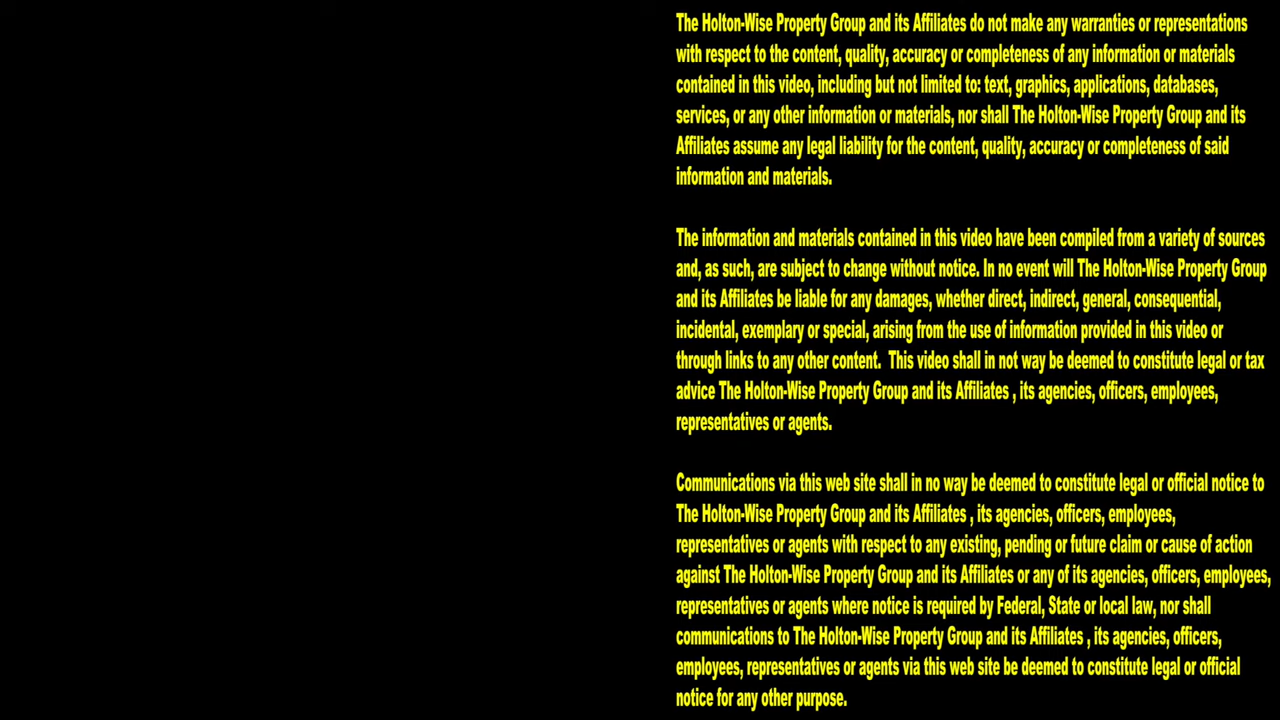 The Holton-Wise Property Group and its Affiliates do not make any warranties or representations
with respect to the content, quality, accuracy or completeness of any information or materials
contained in this video, including but not limited to: text, graphics, applications, databases,
services, or any other information or materials, nor shall The Holton-Wise Property Group and its
Affiliates assume any legal liability for the content, quality, accuracy or completeness of said
information and materials.
The information and materials contained in this video have been compiled from a variety of sources
and, as such, are subject to change without notice. In no event will The Holton-Wise Property Group
and its Affiliates be liable for any damages, whether direct, indirect, general, consequential,
incidental, exemplary or special, arising from the use of information provided in this video or
through links to any other content.  This video shall in not way be deemed to constitute legal or tax
advice The Holton-Wise Property Group and its Affiliates , its agencies, officers, employees,
representatives or agents.
Communications via this web site shall in no way be deemed to constitute legal or official notice to
The Holton-Wise Property Group and its Affiliates , its agencies, officers, employees,
representatives or agents with respect to any existing, pending or future claim or cause of action
against The Holton-Wise Property Group and its Affiliates or any of its agencies, officers, employees,
representatives or agents where notice is required by Federal, State or local law, nor shall
communications to The Holton-Wise Property Group and its Affiliates , its agencies, officers,
employees, representatives or agents via this web site be deemed to constitute legal or official
notice for any other purpose.